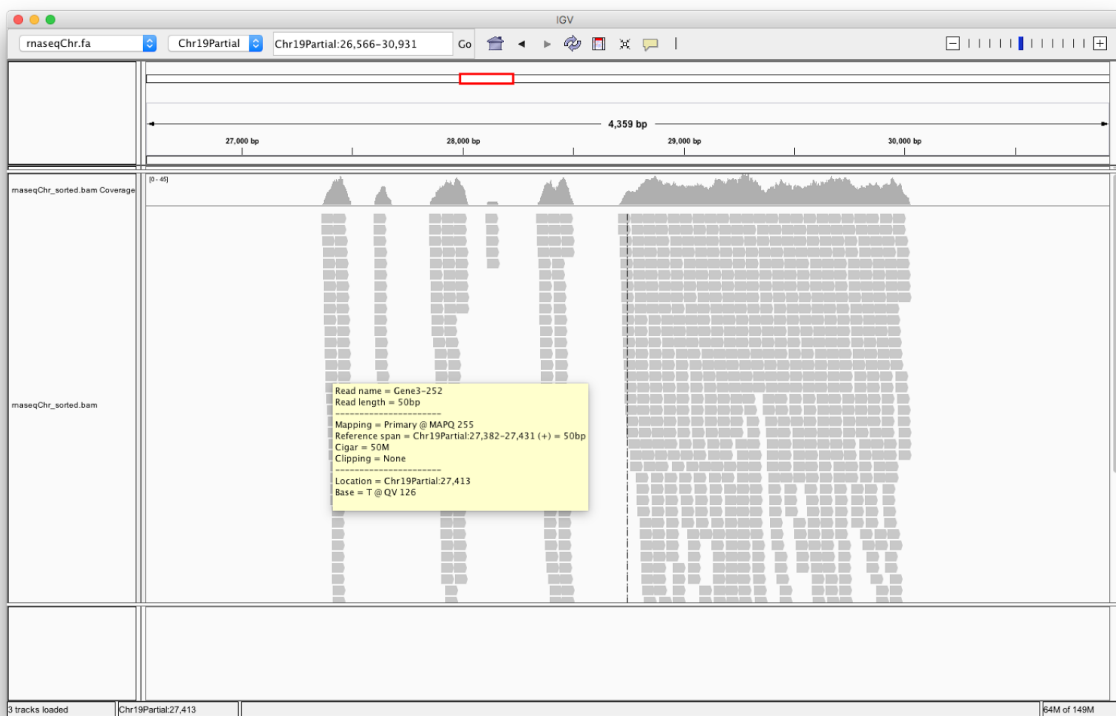 IGV
rnaseqChr.fa
Chr19Partial
Chr19Partial:26,566-30,931
Go
4,359 bp
27,000 bp
28,000 bp
29,000 bp
30,000 bp
rnaseqChr_sorted.bam Coverage
[0 - 45]
rnaseqChr_sorted.bam
Read name = Gene3-252
Read length = 50bp
----------------------
Mapping = Primary @ MAPQ 255
Reference span = Chr19Partial:27,382-27,431 (+) = 50bp
Cigar = 50M
Clipping = None
----------------------
Location = Chr19Partial:27,413
Base = T @ QV 126
3 tracks loaded
Chr19Partial:27,413
64M of 149M